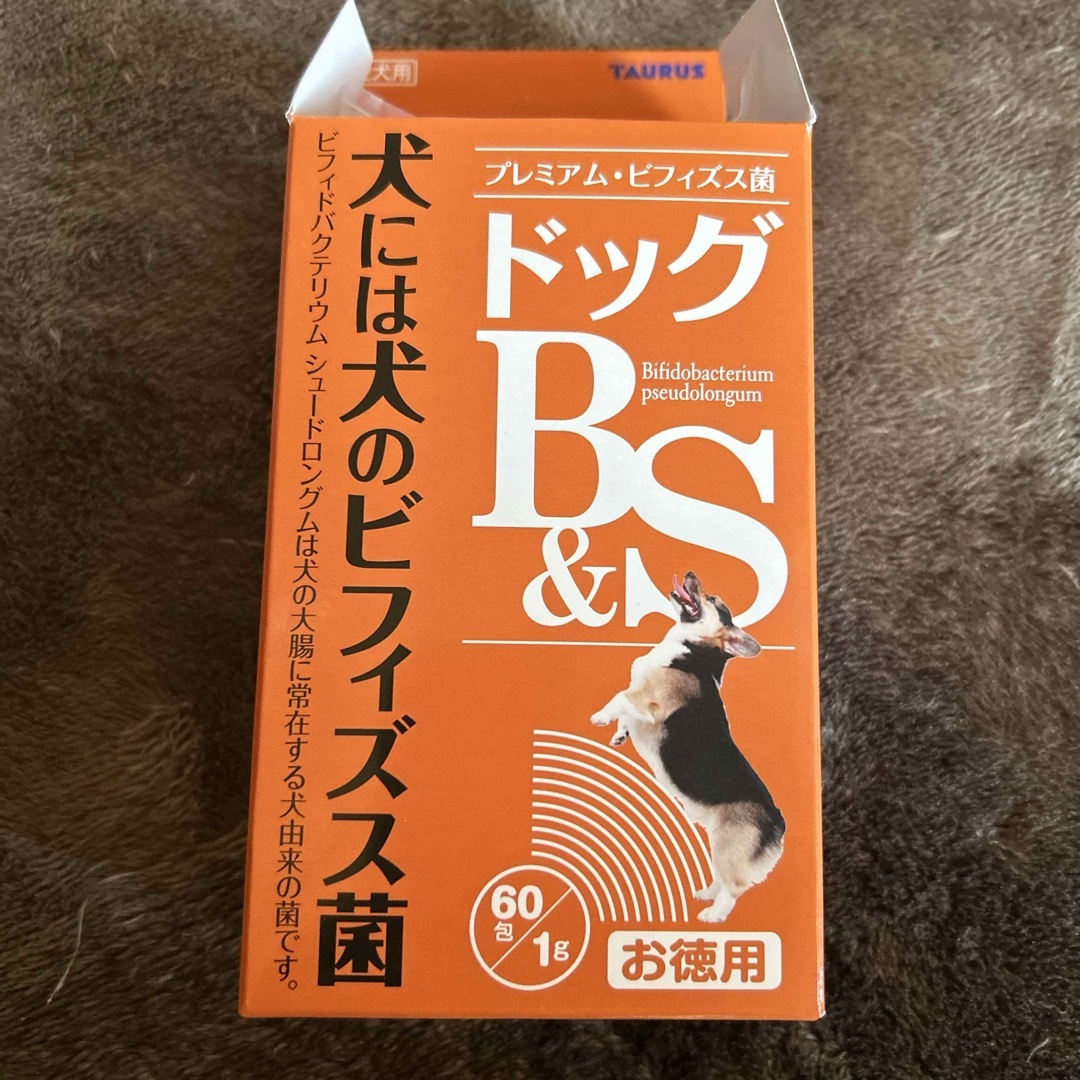 犬用
TAURUS
プレミアム・ビフィズス菌
ドッグ
B&S
Bifidobacterium
pseudolongum
犬には犬のビフィズス菌
ビフィドバクテリウム シュードロングムは犬の大腸に常在する犬由来の菌です。
60包/1g
お徳用